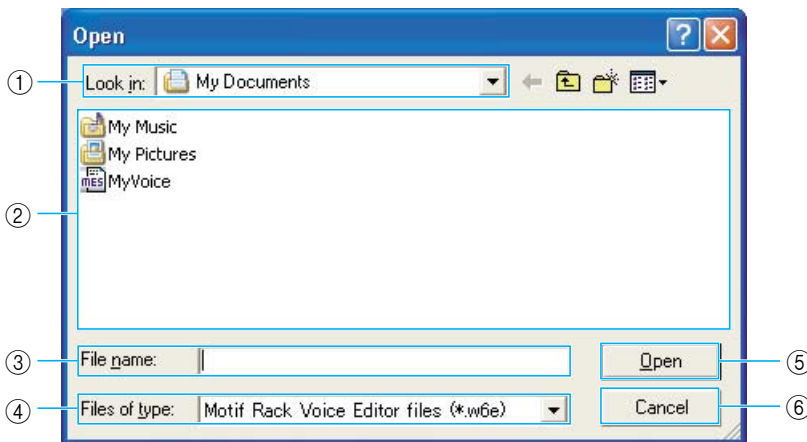 Open
① Look in: My Documents
My Music
My Pictures
MES MyVoice
②
③ File name: Open ⑤
④ Files of type: Motif Rack Voice Editor files (*.w6e) Cancel ⑥